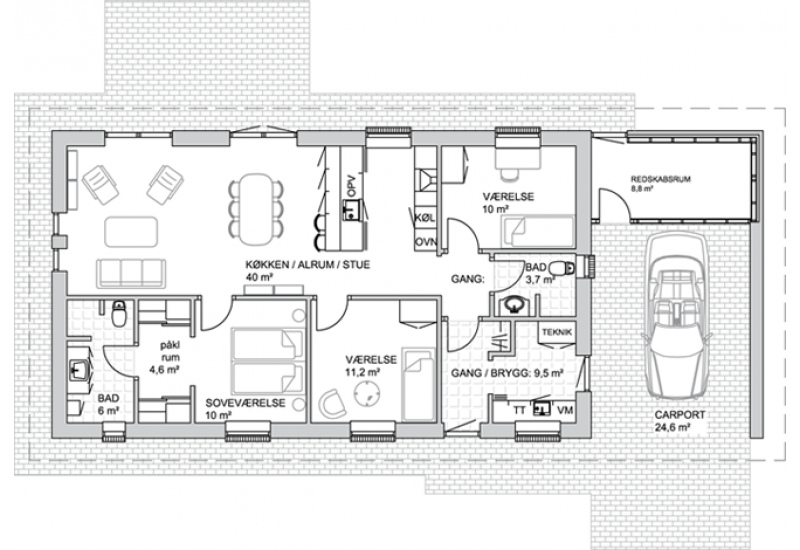 REDSKABSRUM
8,8 m²
OPV
VÆRELSE
10 m²
KØL
OVN
KØKKEN / ALRUM / STUE
40 m²
GANG:
BAD
3,7 m²
TEKNIK
påkl
rum
4,6 m²
VÆRELSE
11,2 m²
GANG / BRYGG: 9,5 m²
BAD
6 m²
SOVEVÆRELSE
10 m²
TT
VM
CARPORT
24,6 m²